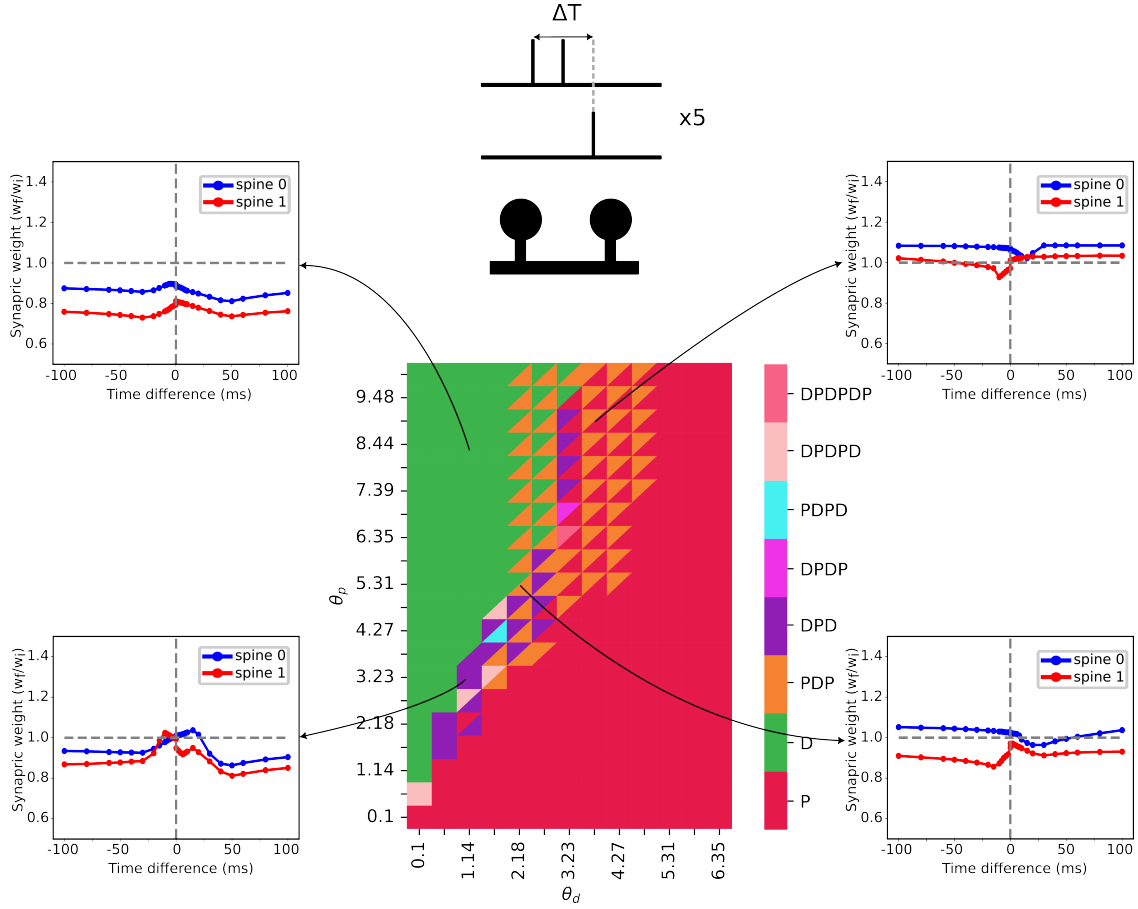 ΔT
x5
1.4
1.2
1.0
0.8
0.6
Synapric weight (wf/wi)
spine 0
spine 1
-100
-50
0
50
100
Time difference (ms)
1.4
1.2
1.0
0.8
0.6
Synapric weight (wf/wi)
spine 0
spine 1
-100
-50
0
50
100
Time difference (ms)
9.48
8.44
7.39
6.35
5.31
4.27
3.23
2.18
1.14
0.1
θp
0.1
1.14
2.18
3.23
4.27
5.31
6.35
θd
DPDPDP
DPDPD
PDPD
DPDP
DPD
PDP
D
P
1.4
1.2
1.0
0.8
0.6
Synapric weight (wf/wi)
spine 0
spine 1
-100
-50
0
50
100
Time difference (ms)
1.4
1.2
1.0
0.8
0.6
Synapric weight (wf/wi)
spine 0
spine 1
-100
-50
0
50
100
Time difference (ms)